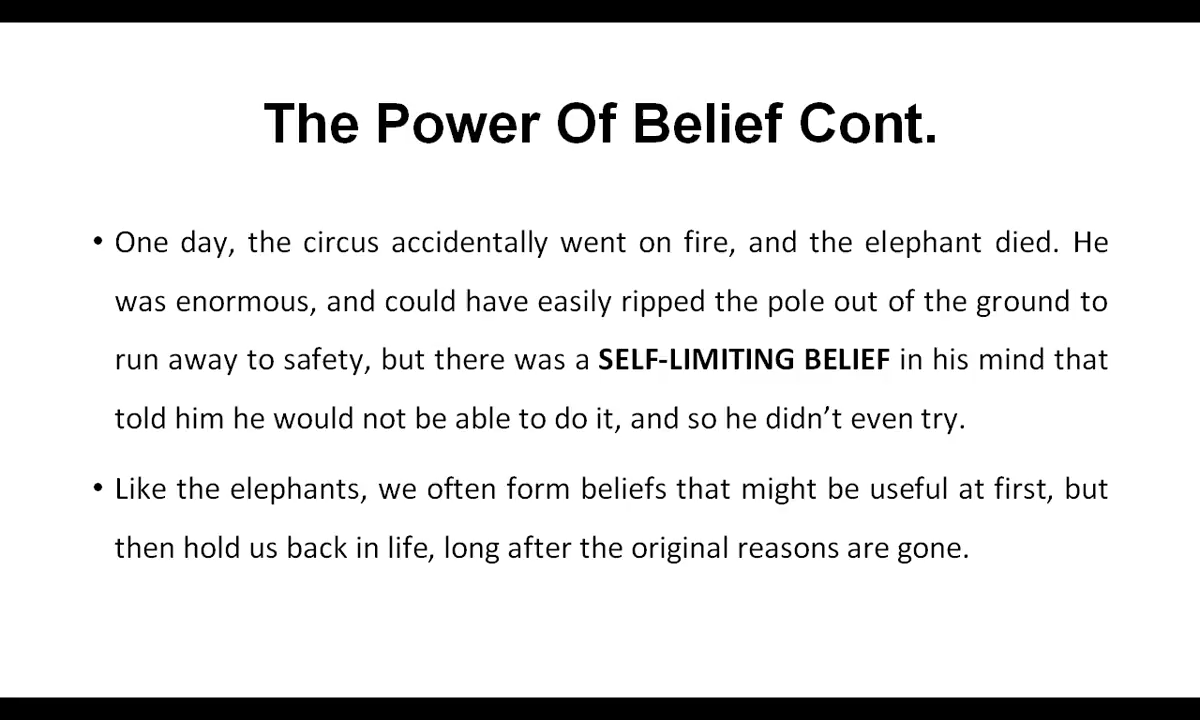 The Power Of Belief Cont.
• One day, the circus accidentally went on fire, and the elephant died. He
was enormous, and could have easily ripped the pole out of the ground to
run away to safety, but there was a SELF-LIMITING BELIEF in his mind that
told him he would not be able to do it, and so he didn’t even try.
• Like the elephants, we often form beliefs that might be useful at first, but
then hold us back in life, long after the original reasons are gone.